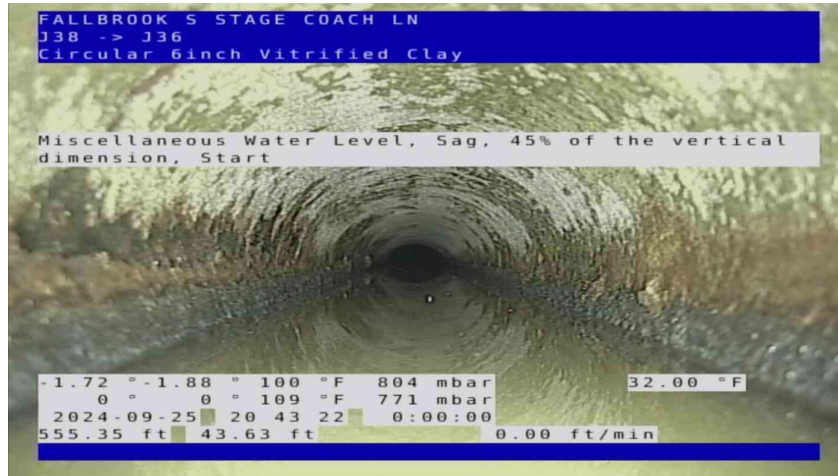 FALLBROOK S STAGE COACH LN
J38 -> J36
Circular 6inch Vitrified Clay
Miscellaneous Water Level, Sag, 45% of the vertical
dimension, Start
-1.72 °-1.88 ° 100 °F 804 mbar 32.00 °F
0 ° 0 ° 109 °F 771 mbar
2024-09-25 20 43 22 0:00:00
555.35 ft 43.63 ft 0.00 ft/min